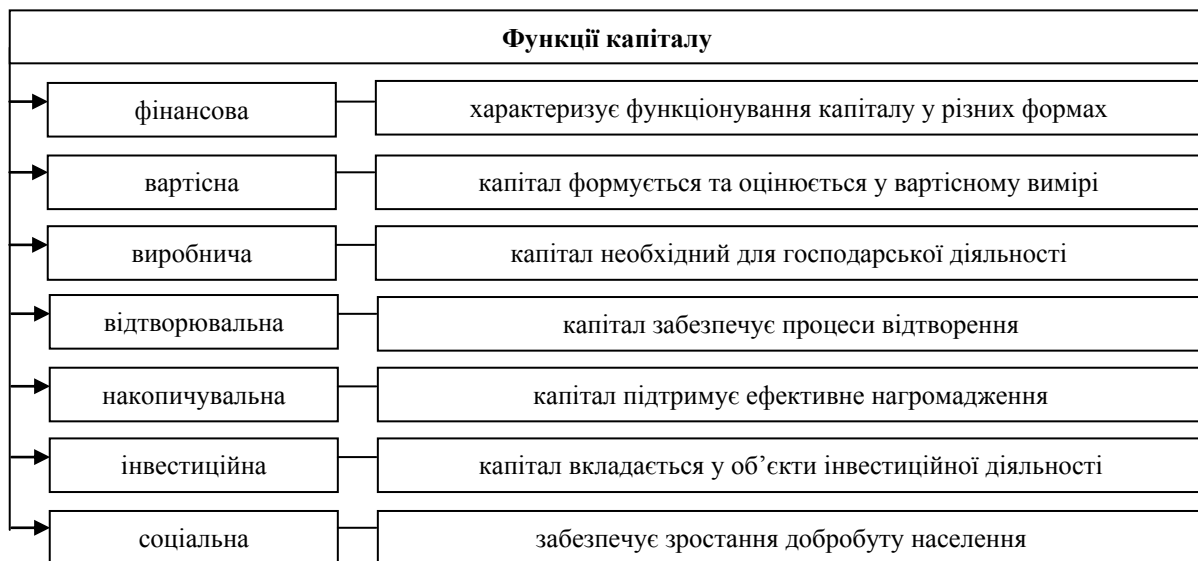 Функції капіталу
фінансова
характеризує функціонування капіталу у різних формах
вартісна
капітал формується та оцінюється у вартісному вимірі
виробнича
капітал необхідний для господарської діяльності
відтворювальна
капітал забезпечує процеси відтворення
накопичувальна
капітал підтримує ефективне нагромадження
інвестиційна
капітал вкладається у об’єкти інвестиційної діяльності
соціальна
забезпечує зростання добробуту населення